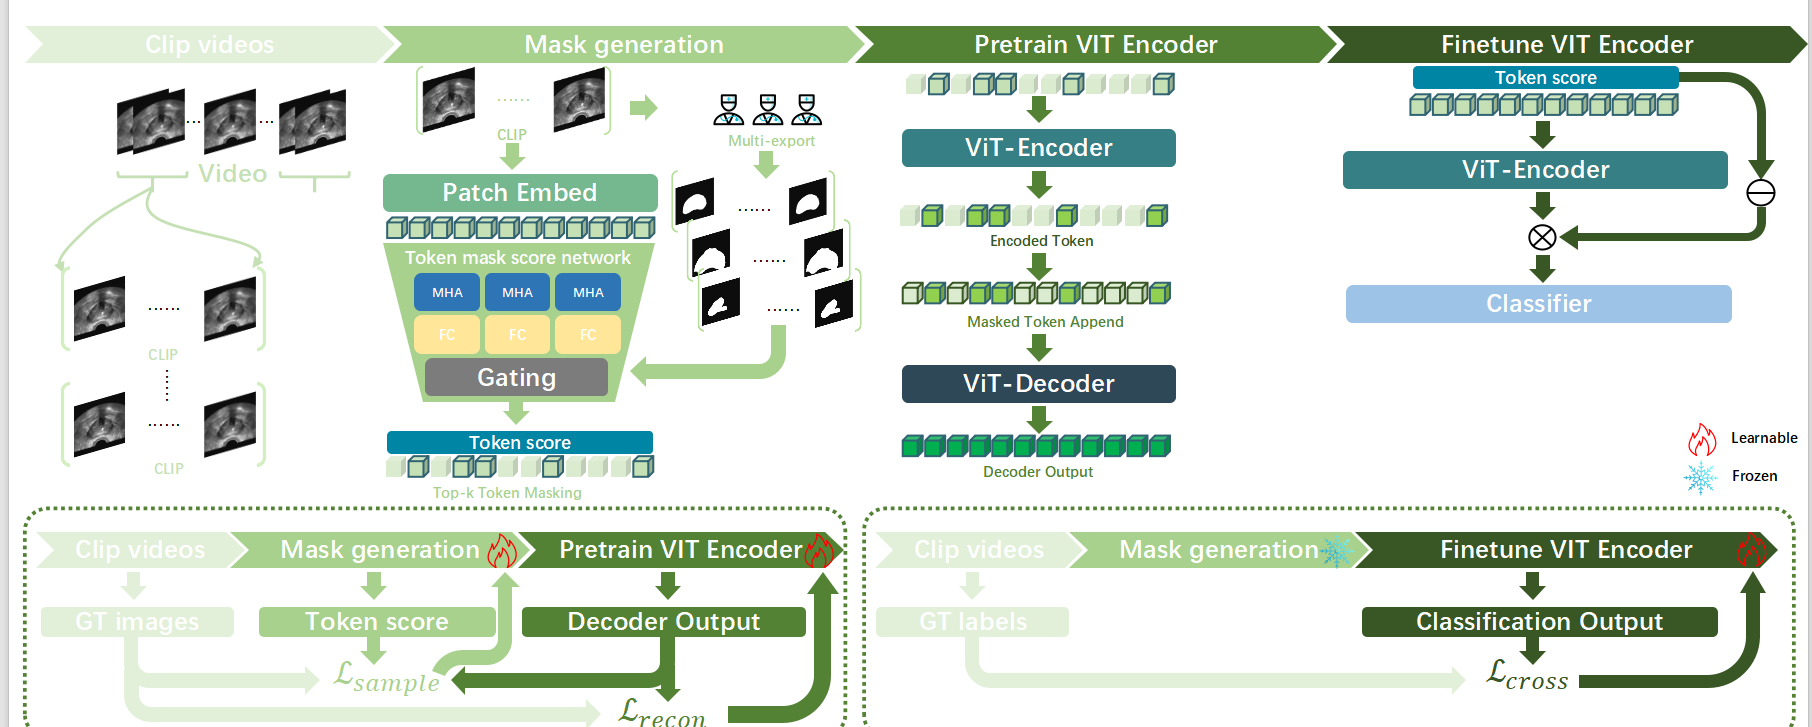 Clip videos
Mask generation
Pretrain VIT Encoder
Finetune VIT Encoder
......
...
...
Video
......
CLIP
......
CLIP
......
CLIP
Multi-export
Patch Embed
Token mask score network
MHA MHA MHA
FC FC FC
Gating
......
......
......
Token score
Top-k Token Masking
ViT-Encoder
Encoded Token
Masked Token Append
ViT-Decoder
Decoder Output
Token score
ViT-Encoder
Classifier
Learnable
Frozen
Clip videos
Mask generation
Pretrain VIT Encoder
GT images
Token score
Decoder Output
ℒsample
ℒrecon
Clip videos
Mask generation
Finetune VIT Encoder
GT labels
Classification Output
ℒcross